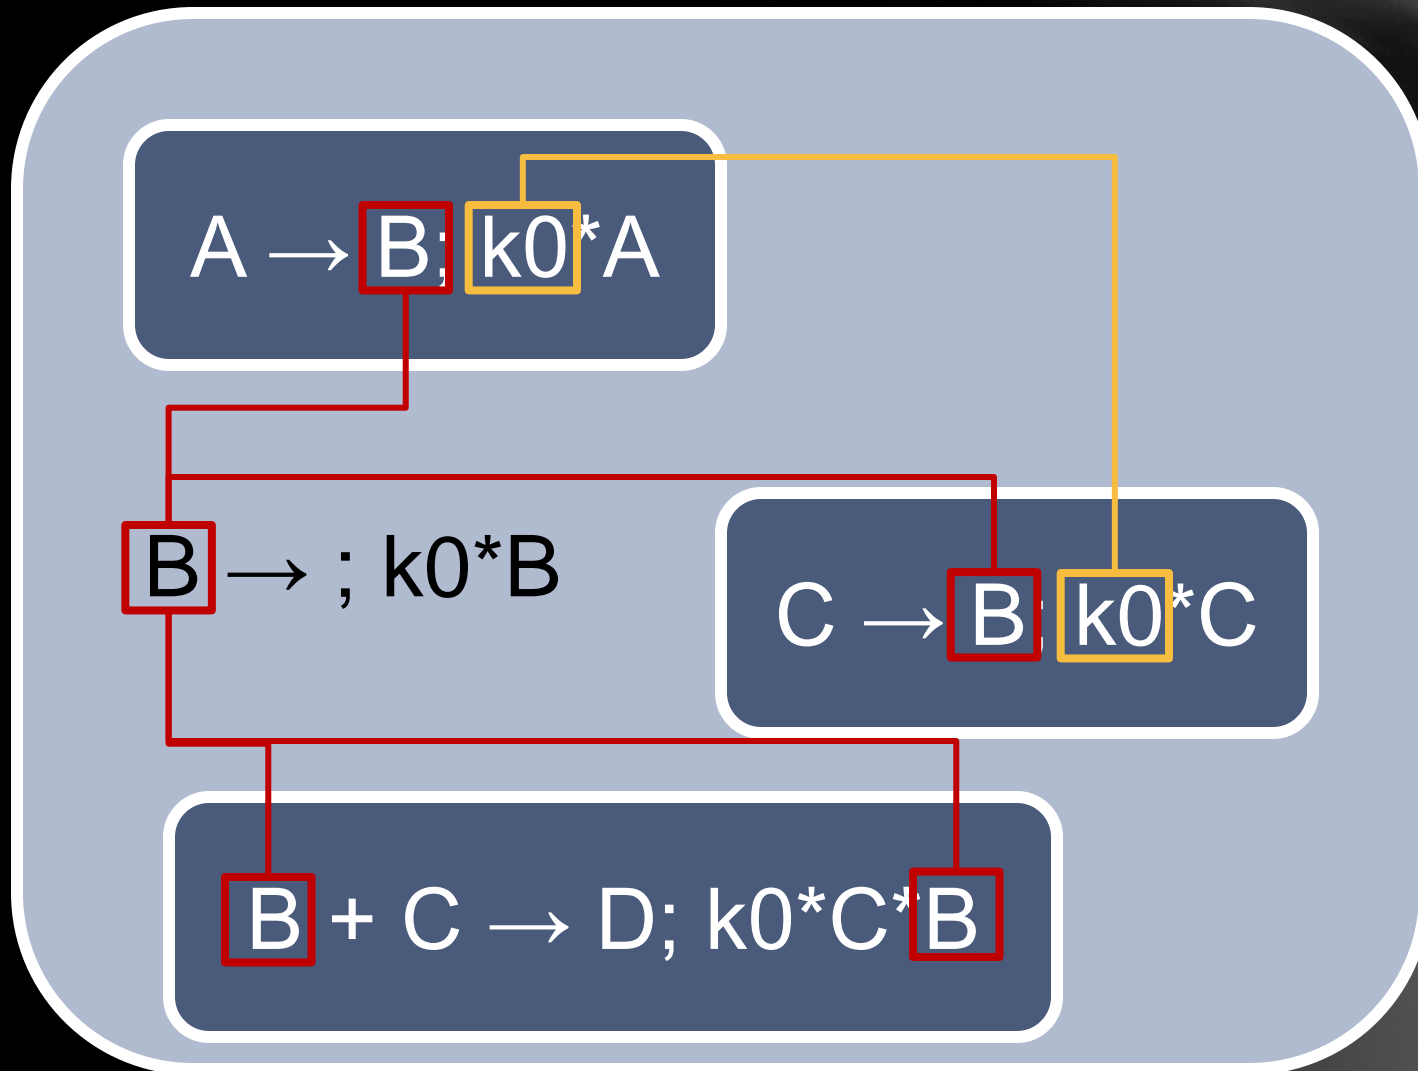 A → B; k0*A
B → ; k0*B
C → B; k0*C
B + C → D; k0*C*B